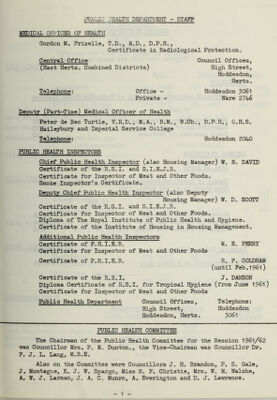 PUBLIC HEALTH DEPARTMENT - STAFF
MEDICAL OFFICER OF HEALTH
Gordon M. Frizelle, T.D., M.D., D.P.H.,
Certificate in Radiological Protection.
Central Office Council Offices,
(East Herts. Combined Districts) High Street,
Hoddesdon,
Herts.
Telephone: Office - Hoddesdon 3061
Private - Ware 2746
Deputy (Part-Time) Medical Officer of Health
Peter de Bec Turtle, V.R.D., M.A., B.M., B.Ch., D.P.H., Q.H.S.
Haileybury and Imperial Service College
Telephone: Hoddesdon 2040
PUBLIC HEALTH INSPECTORS
Chief Public Health Inspector (also Housing Manager) W. N. DAVID
Certificate of the R.S.I. and S.I.E.J.B.
Certificate for Inspector of Meat and Other Foods.
Smoke Inspector's Certificate.
Deputy Chief Public Health Inspector (also Deputy
Housing Manager) W. D. SCOTT
Certificate of the R.S.I. and S.I.E.J.B.
Certificate for Inspector of Meat and Other Foods.
Diploma of The Royal Institute of Public Health and Hygiene.
Certificate of the Institute of Housing in Housing Management.
Additional Public Health Inspectors
Certificate of P.H.I.E.B. M. E. PERRY
Certificate for Inspector of Meat and Other Foods
Certificate of P.H.I.E.B. R. F. COLEMAN
(until Feb.1961)
Certificate of the R.S.I. J. DAWSON
Diploma Certificate of R.S.I. for Tropical Hygiene (from June 1961)
Certificate for Inspector of Meat and Other Foods
Public Health Department Council Offices, Telephone:
High Street, Hoddesdon
Hoddesdon, Herts. 3061
PUBLIC HEALTH COMMITTEE
The Chairman of the Public Health Committee for the Session 1961/62
was Councillor Mrs. P. M. Dunton., the Vice-Chairman was Councillor Dr.
F. J. L. Lang, M.B.E.
Also on the Committee were Councillors J. H. Brandon, F. S. Gale,
J. Montague, K. J. W. Spargo, Miss E. F. Christie, Mrs. W. M. Walshe,
A. W. J. Larman, J. A. C. Munro, A. Everington and D. J. Lawrence.
- 1 -